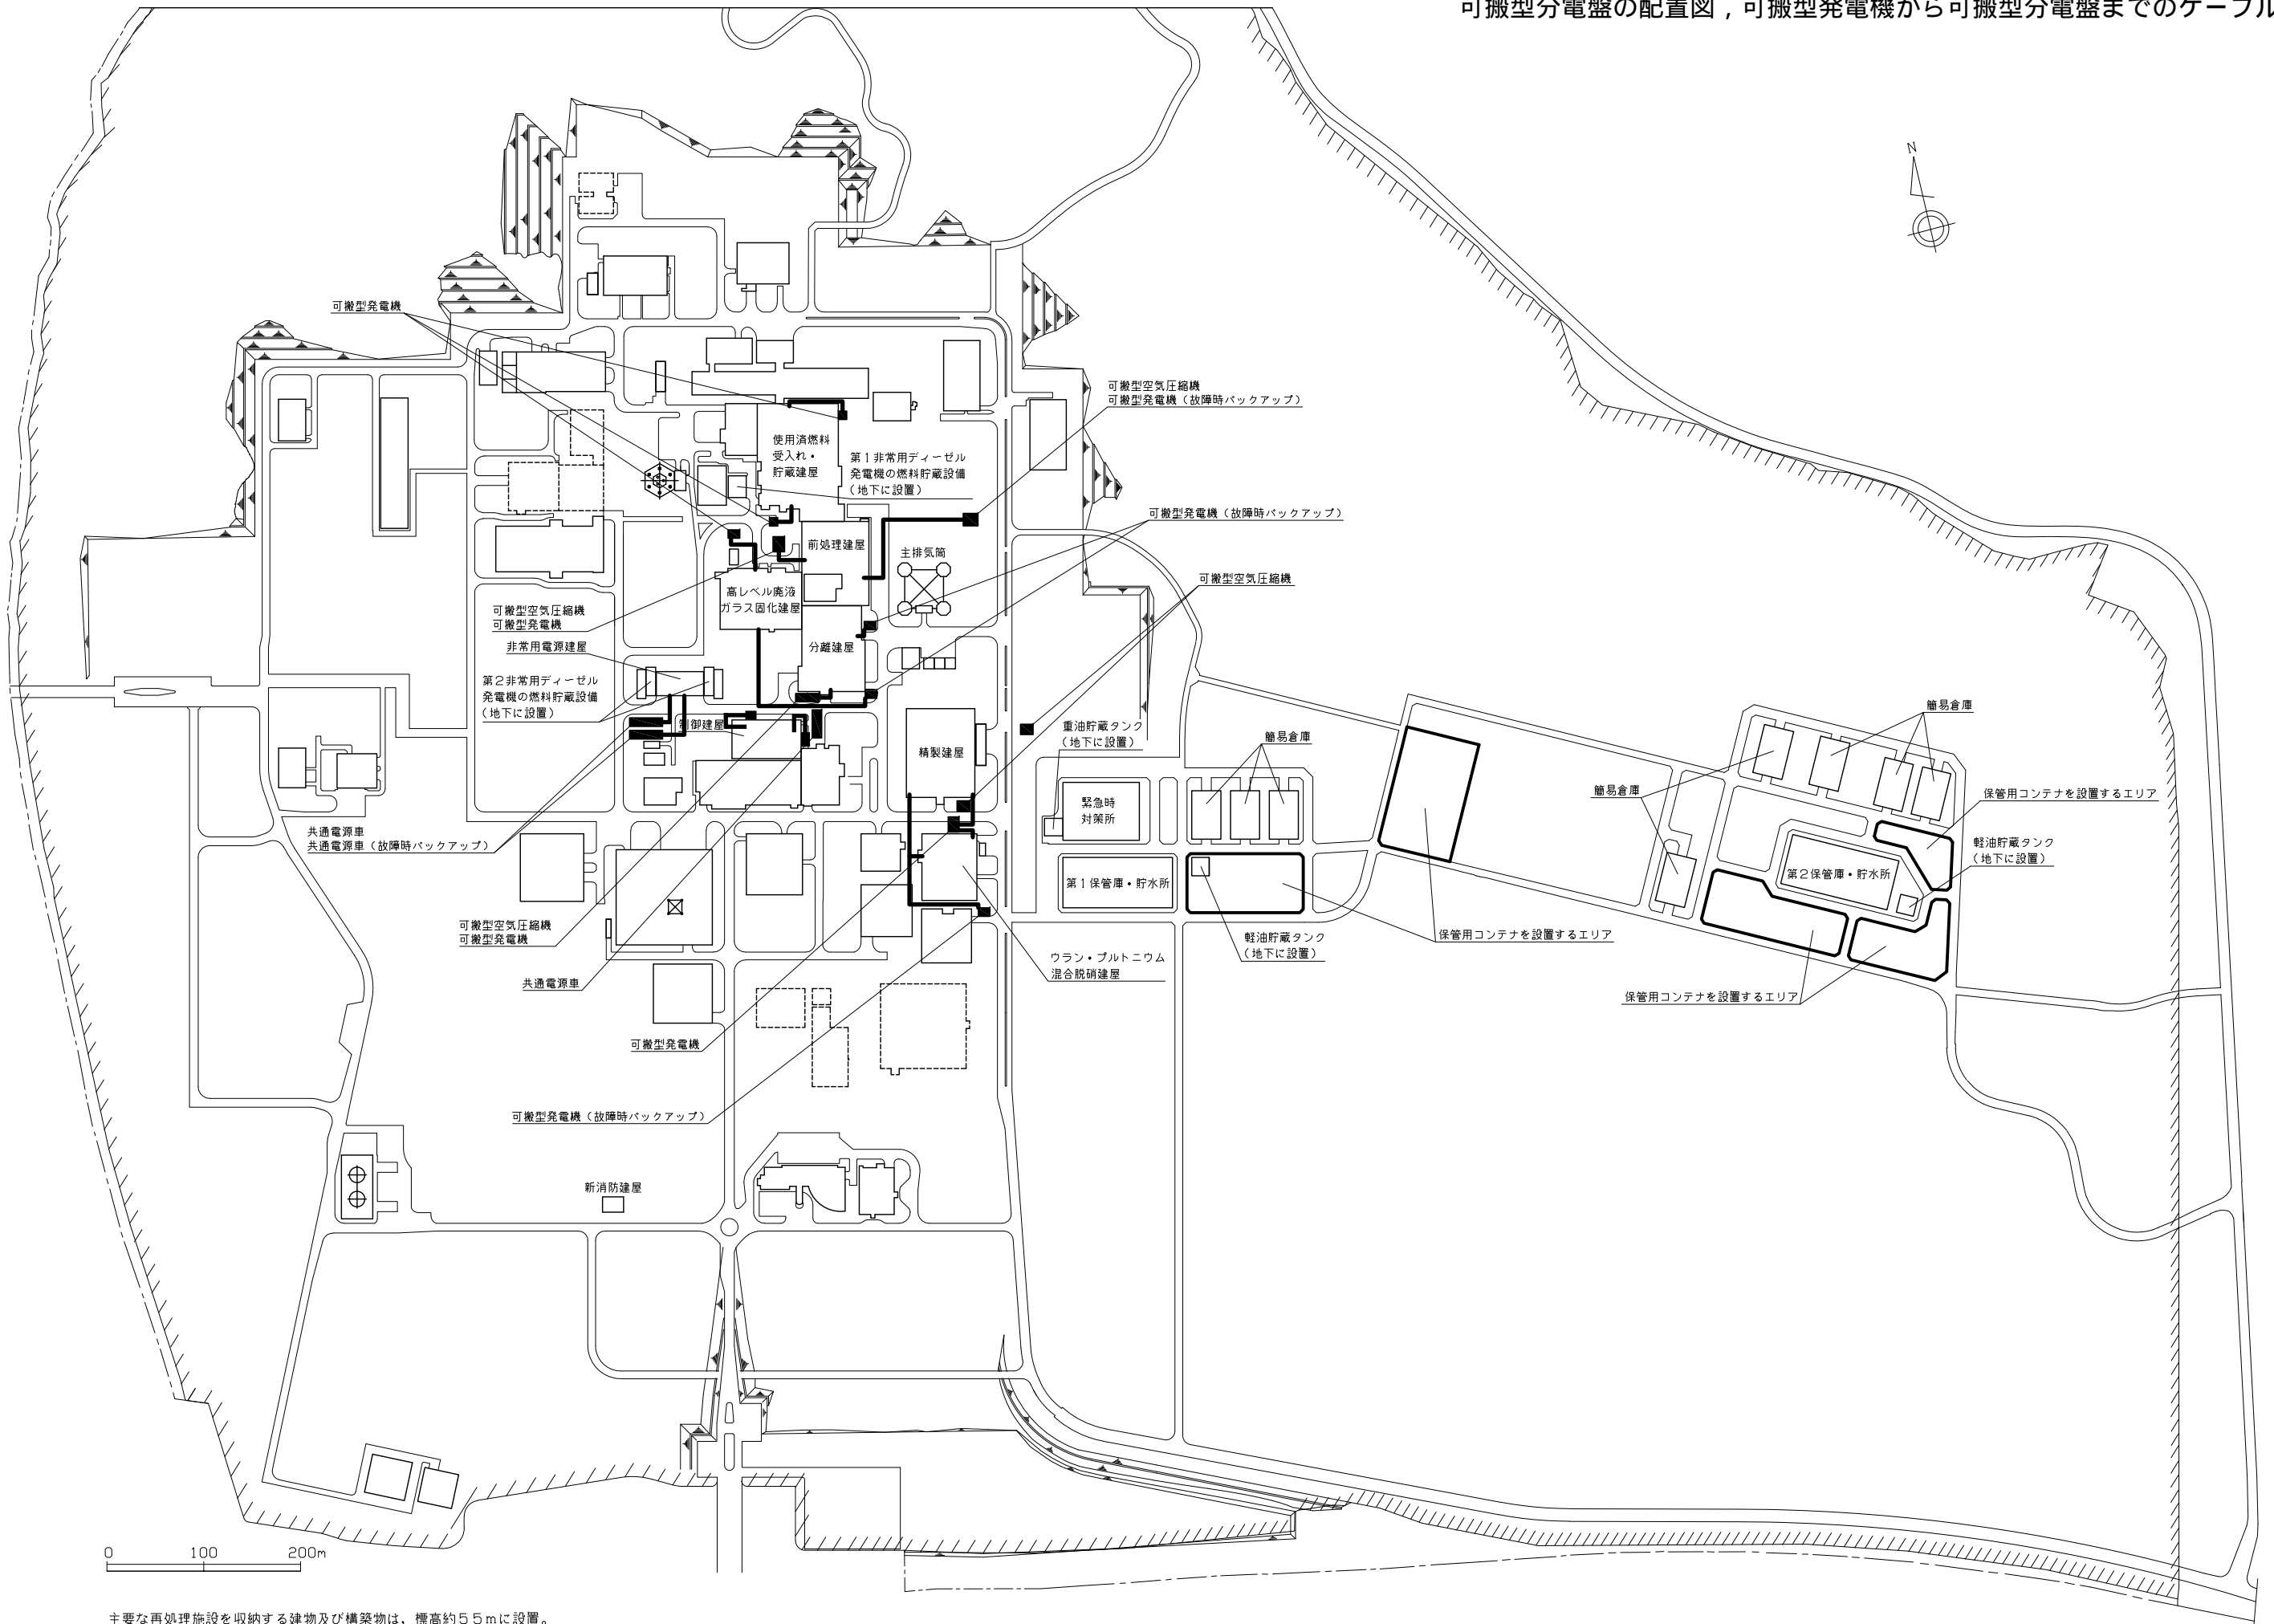 可搬型分電盤の配置図，可搬型発電機から可搬型分電盤までのケーブル
N
可搬型発電機
可搬型空気圧縮機
可搬型発電機（故障時バックアップ）
使用済燃料
受入れ・
貯蔵建屋
第１非常用ディーゼル
発電機の燃料貯蔵設備
（地下に設置）
可搬型発電機（故障時バックアップ）
前処理建屋
主排気筒
可搬型空気圧縮機
高レベル廃液
ガラス固化建屋
可搬型空気圧縮機
可搬型発電機
非常用電源建屋
分離建屋
第２非常用ディーゼル
発電機の燃料貯蔵設備
（地下に設置）
制御建屋
精製建屋
重油貯蔵タンク
（地下に設置）
簡易倉庫
簡易倉庫
簡易倉庫
保管用コンテナを設置するエリア
緊急時
対策所
共通電源車
共通電源車（故障時バックアップ）
軽油貯蔵タンク
（地下に設置）
第１保管庫・貯水所
第２保管庫・貯水所
可搬型空気圧縮機
可搬型発電機
軽油貯蔵タンク
（地下に設置）
保管用コンテナを設置するエリア
ウラン・プルトニウム
混合脱硝建屋
共通電源車
保管用コンテナを設置するエリア
可搬型発電機
可搬型発電機（故障時バックアップ）
新消防建屋
0 100 200m
主要な再処理施設を収納する建物及び構築物は，標高約５５ｍに設置。